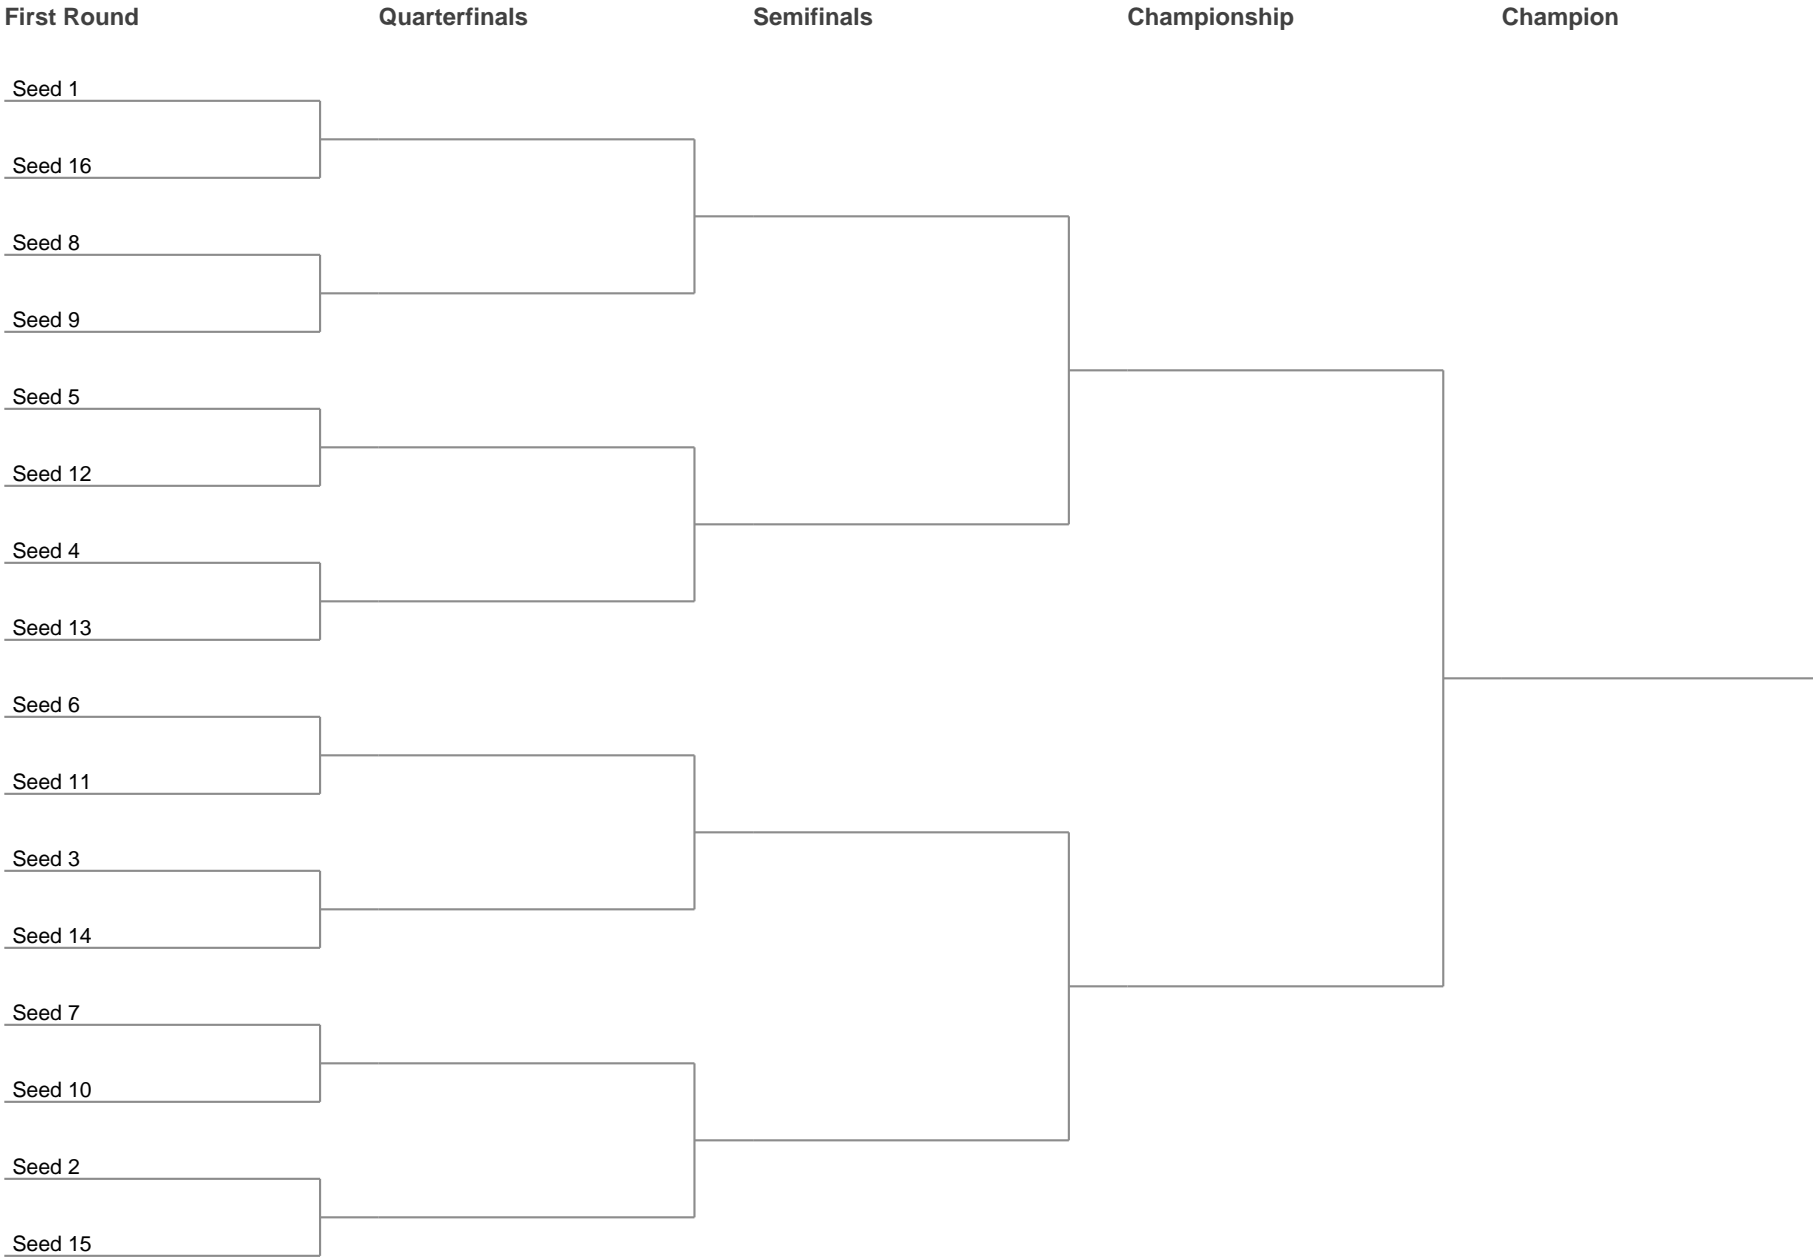 First Round Quarterfinals Semifinals Championship Champion
Seed 1
Seed 16
Seed 8
Seed 9
Seed 5
Seed 12
Seed 4
Seed 13
Seed 6
Seed 11
Seed 3
Seed 14
Seed 7
Seed 10
Seed 2
Seed 15